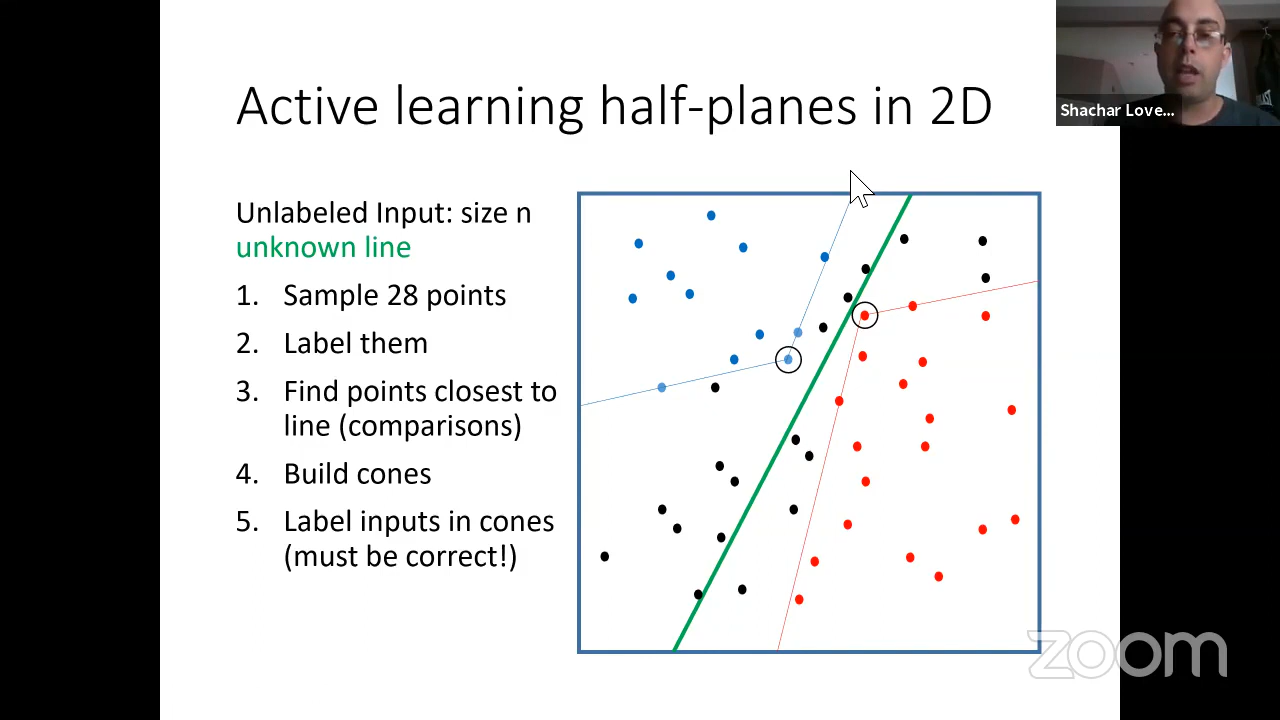 Active learning half-planes in 2D
Shachar Love...
Unlabeled Input: size n
unknown line
1. Sample 28 points
2. Label them
3. Find points closest to
line (comparisons)
4. Build cones
5. Label inputs in cones
(must be correct!)
zoom